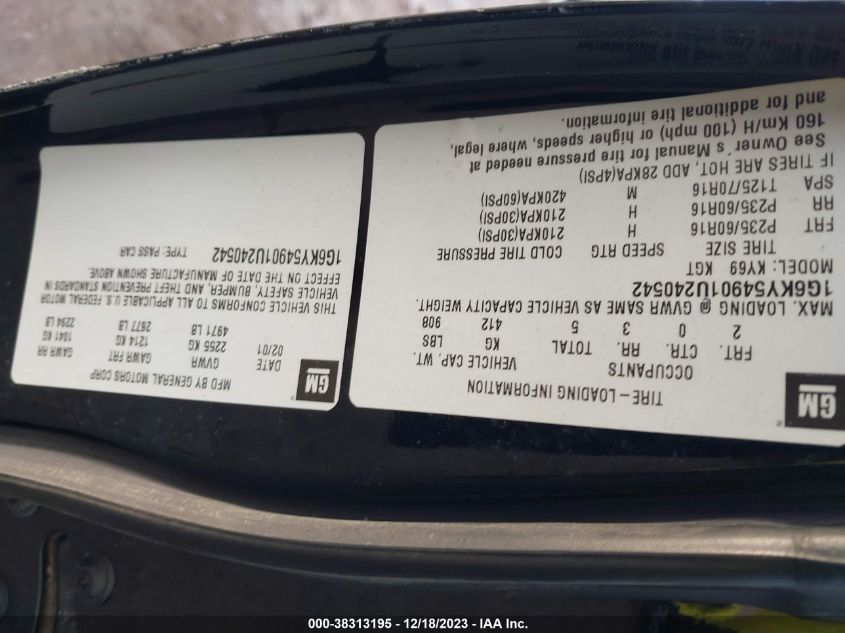 GM
MFD BY GENERAL MOTORS CORP
DATE GVWR GAWR FRT GAWR RR
02/01 2255 KG 1214 KG 1041 KG
4971 LB 2677 LB 2294 LB
THIS VEHICLE CONFORMS TO ALL APPLICABLE U.S. FEDERAL MOTOR
VEHICLE SAFETY, BUMPER, AND THEFT PREVENTION STANDARDS IN
EFFECT ON THE DATE OF MANUFACTURE SHOWN ABOVE.
1G6KY54901U240542 TYPE: PASS CAR
GM
TIRE-LOADING INFORMATION
OCCUPANTS VEHICLE CAP. WT.
FRT. CTR. RR. TOTAL KG LBS
2 0 3 5 412 908
MAX. LOADING @ GVWR SAME AS VEHICLE CAPACITY WEIGHT.
1G6KY54901U240542
MODEL: KY69 KGT
TIRE SIZE SPEED RTG COLD TIRE PRESSURE
FRT P235/60R16 H 210KPA(30PSI)
RR P235/60R16 H 210KPA(30PSI)
SPA T125/70R16 M 420KPA(60PSI)
IF TIRES ARE HOT, ADD 28KPA(4PSI)
See Owner's Manual for tire pressure needed at
160 Km/H (100 mph) or higher speeds, where legal,
and for additional tire information.
000-38313195 - 12/18/2023 - IAA Inc.